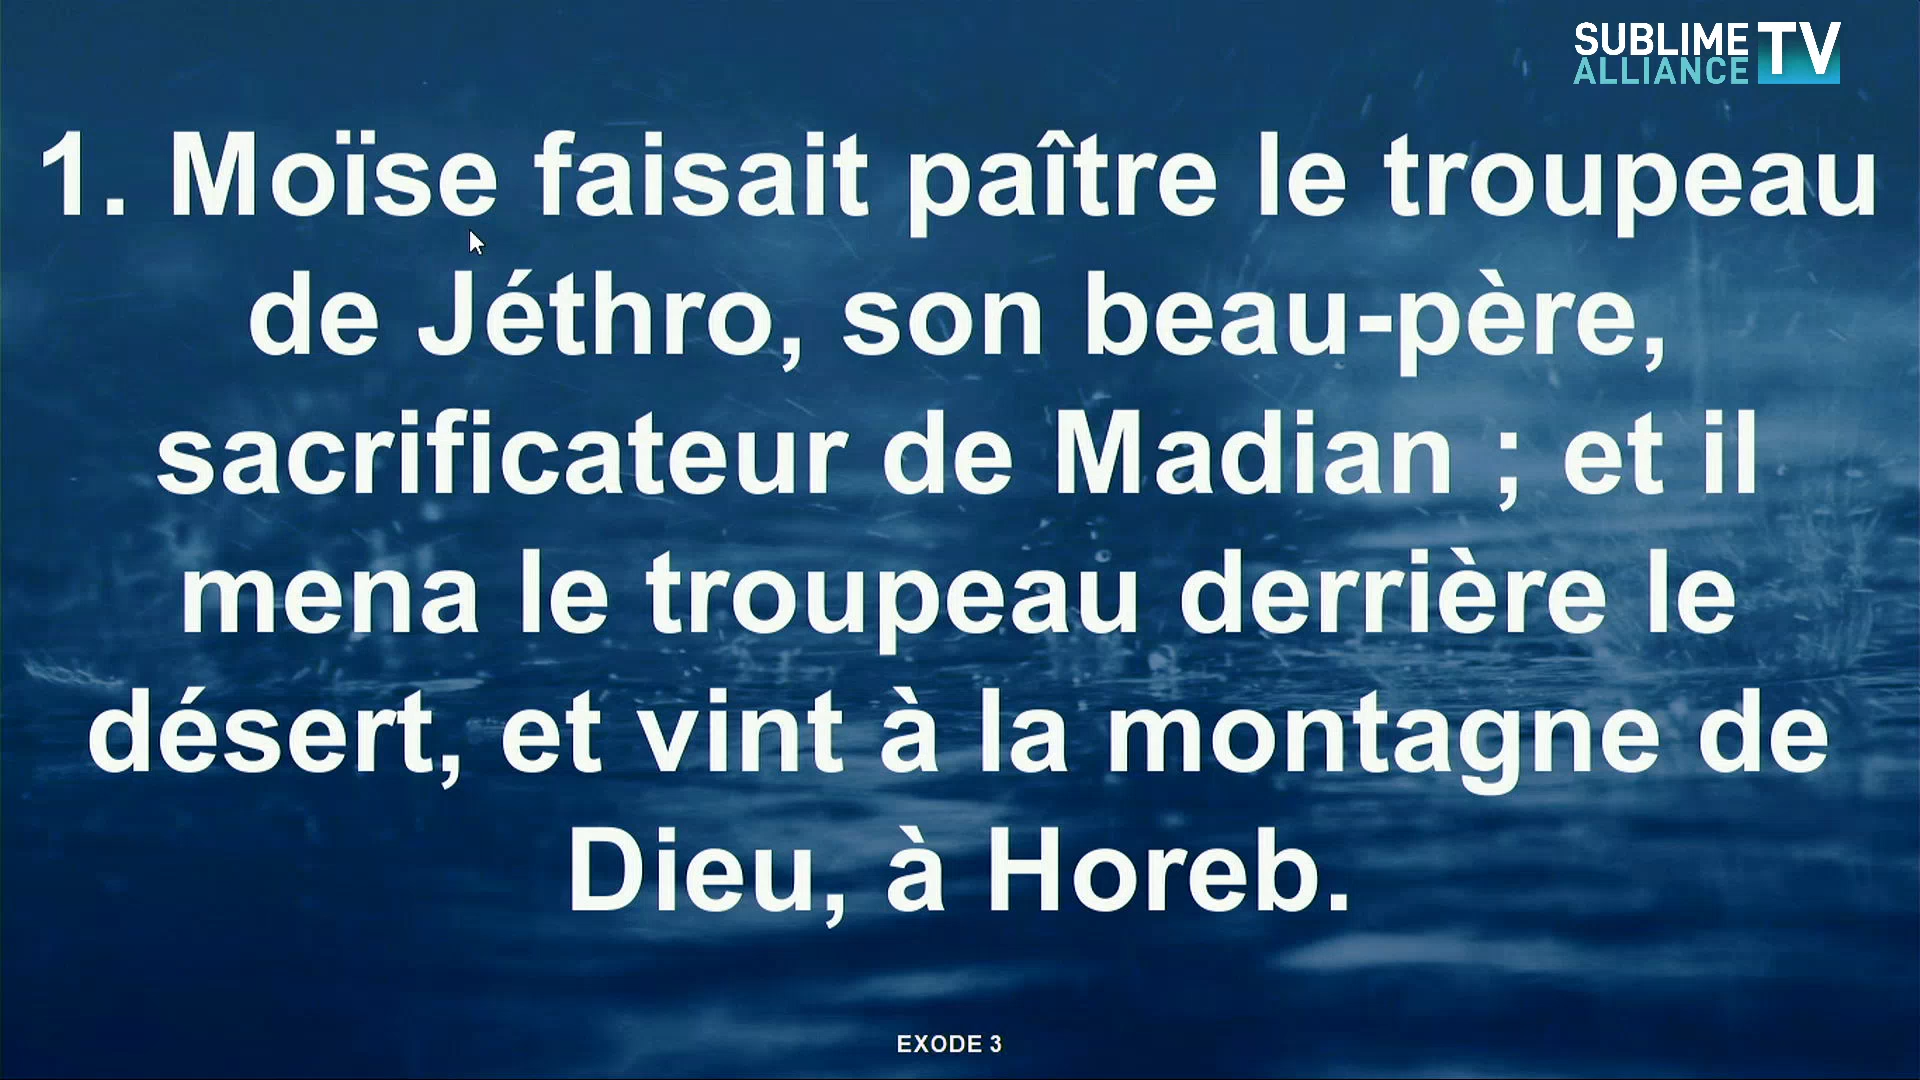 SUBLIME
ALLIANCE TV
1. Moïse faisait paître le troupeau
de Jéthro, son beau-père,
sacrificateur de Madian ; et il
mena le troupeau derrière le
désert, et vint à la montagne de
Dieu, à Horeb.
EXODE 3